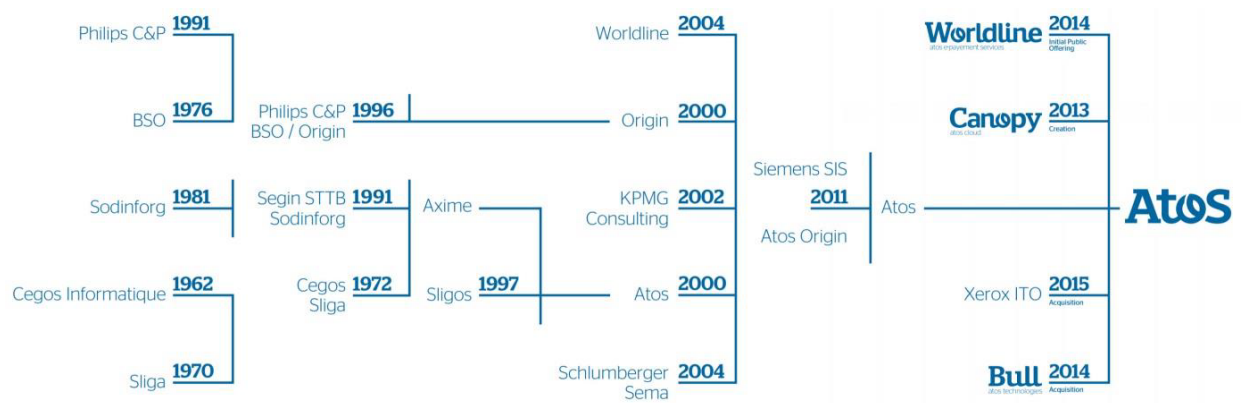 Philips C&P 1991
BSO 1976
Sodinforg 1981
Cegos Informatique 1962
Sliga 1970
Philips C&P 1996
BSO / Origin
Segin STTB 1991
Sodinforg
Axime
Cegos 1972
Sliga
Sligos 1997
Worldline 2004
Origin 2000
KPMG 2002
Consulting
Atos 2000
Schlumberger 2004
Sema
Siemens SIS
2011
Atos Origin
Atos
Worldline 2014
atos e-payement services
Initial Public
Offering
Canopy 2013
atos cloud
Creation
Atos
Xerox ITO 2015
Acquisition
Bull 2014
atos technologies
Acquisition